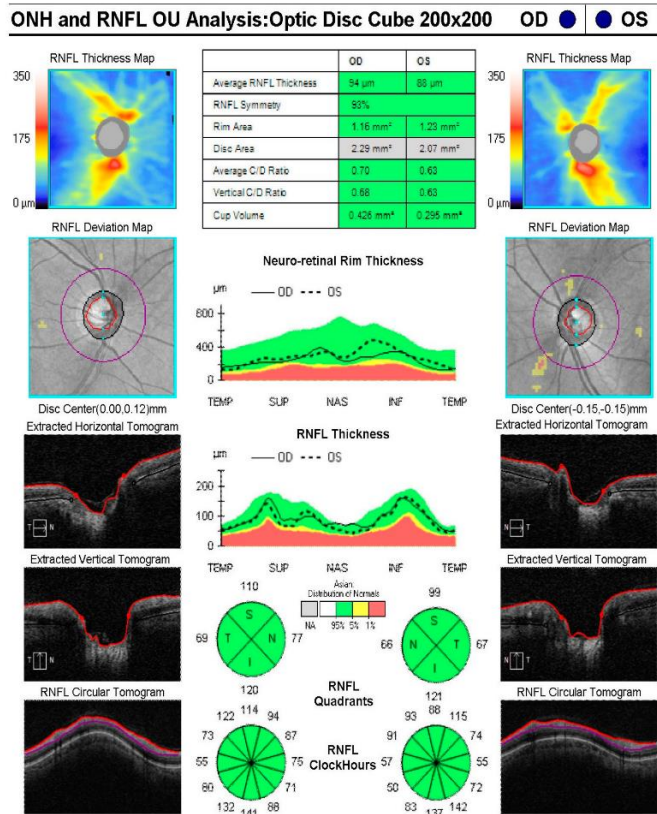 ONH and RNFL OU Analysis:Optic Disc Cube 200x200 OD OS
RNFL Thickness Map
350
175
0 µm
OD OS
Average RNFL Thickness 94 µm 88 µm
RNFL Symmetry 93%
Rim Area 1.16 mm² 1.23 mm²
Disc Area 2.29 mm² 2.07 mm²
Average C/D Ratio 0.70 0.63
Vertical C/D Ratio 0.68 0.63
Cup Volume 0.426 mm³ 0.295 mm³
RNFL Thickness Map
350
175
0 µm
RNFL Deviation Map
Disc Center(0.00,0.12)mm
Neuro-retinal Rim Thickness
µm OD OS
800
400
0
TEMP SUP NAS INF TEMP
RNFL Deviation Map
Disc Center(-0.15,-0.15)mm
Extracted Horizontal Tomogram
T N
RNFL Thickness
µm OD OS
200
100
0
TEMP SUP NAS INF TEMP
Extracted Horizontal Tomogram
N T
Extracted Vertical Tomogram
T N
Asian:
Distribution of Normals
NA 95% 5% 1%
110
S
69 T N 77
I
120
99
S
66 N T 67
I
121
RNFL
Quadrants
Extracted Vertical Tomogram
N T
RNFL Circular Tomogram
114
122 94
73 87
55 75
71
132 88
141
RNFL
ClockHours
88
93 115
91 74
57 55
50 72
83 142
137
RNFL Circular Tomogram